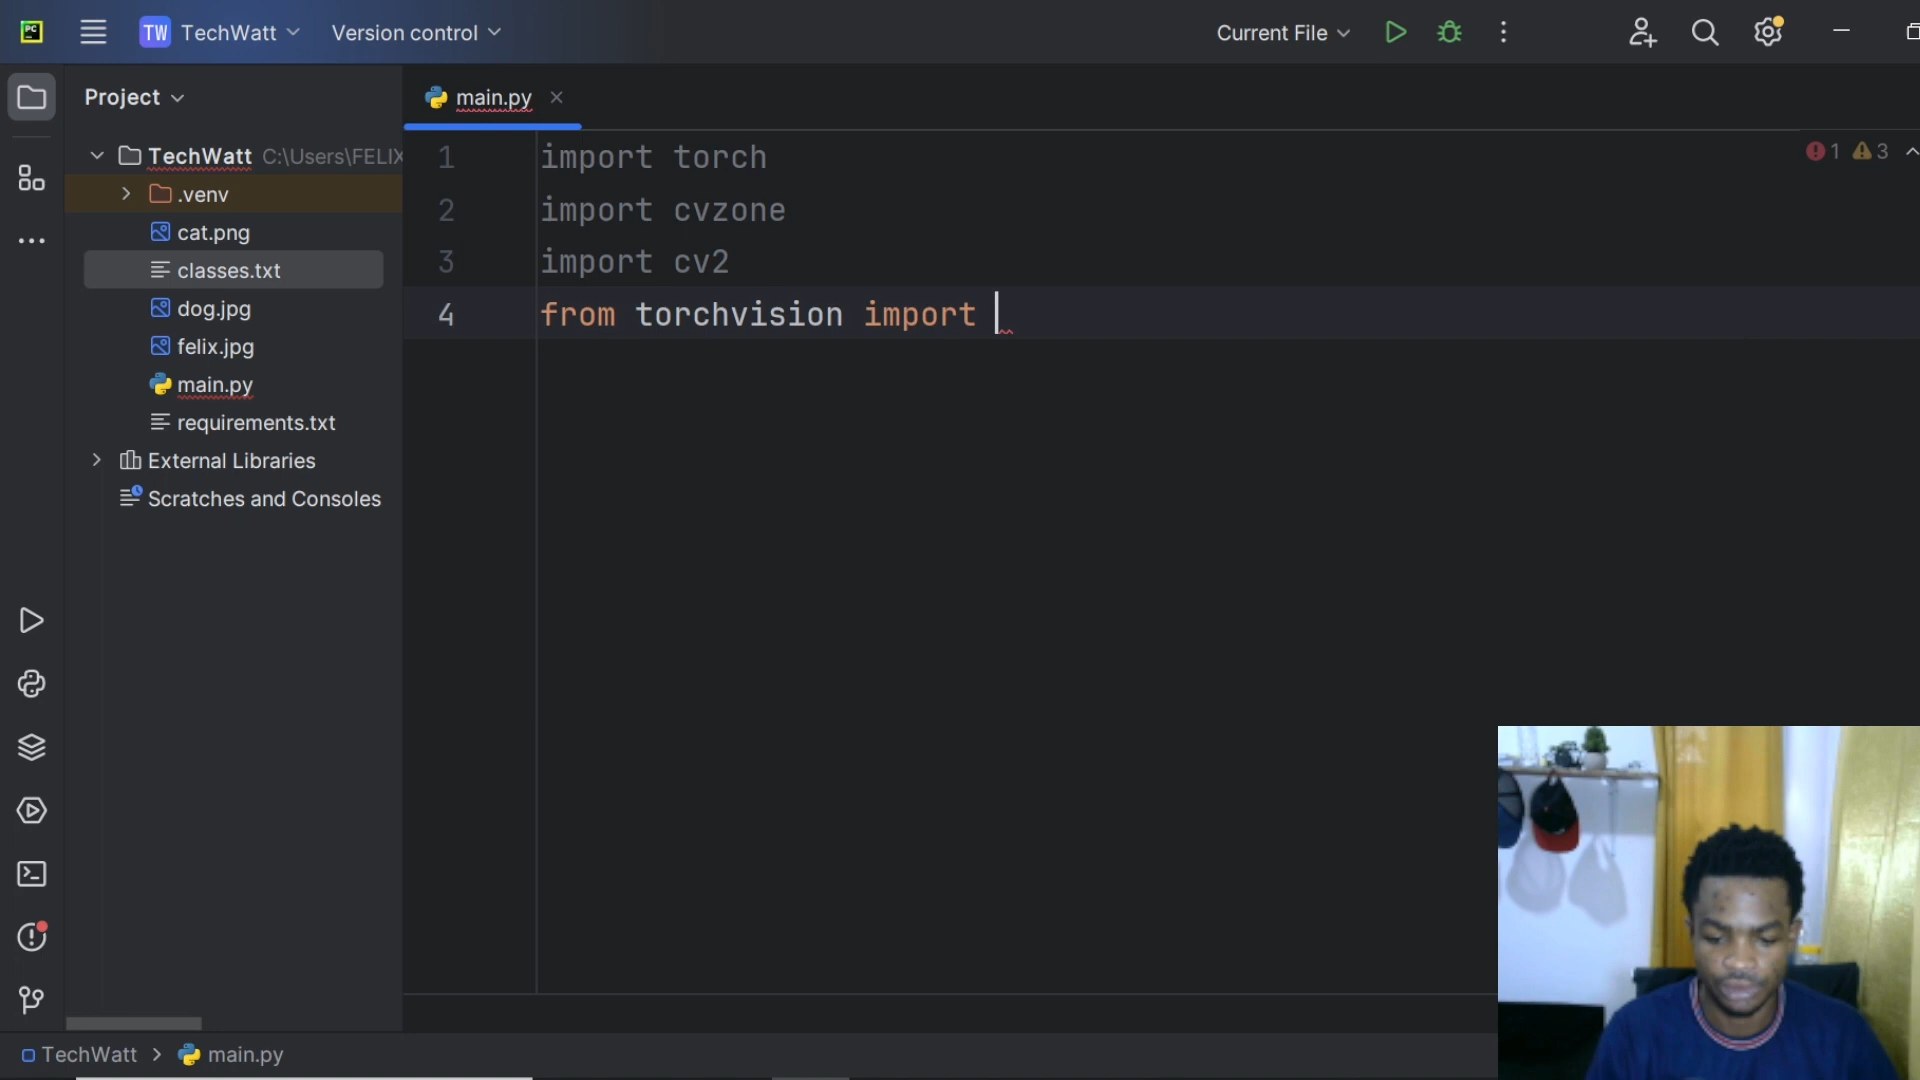 PC
TW TechWatt Version control Current File
Project
main.py
TechWatt C:\Users\FELIX
.venv
cat.png
classes.txt
dog.jpg
felix.jpg
main.py
requirements.txt
External Libraries
Scratches and Consoles
1 import torch
2 import cvzone
3 import cv2
4 from torchvision import
1 3
TechWatt > main.py